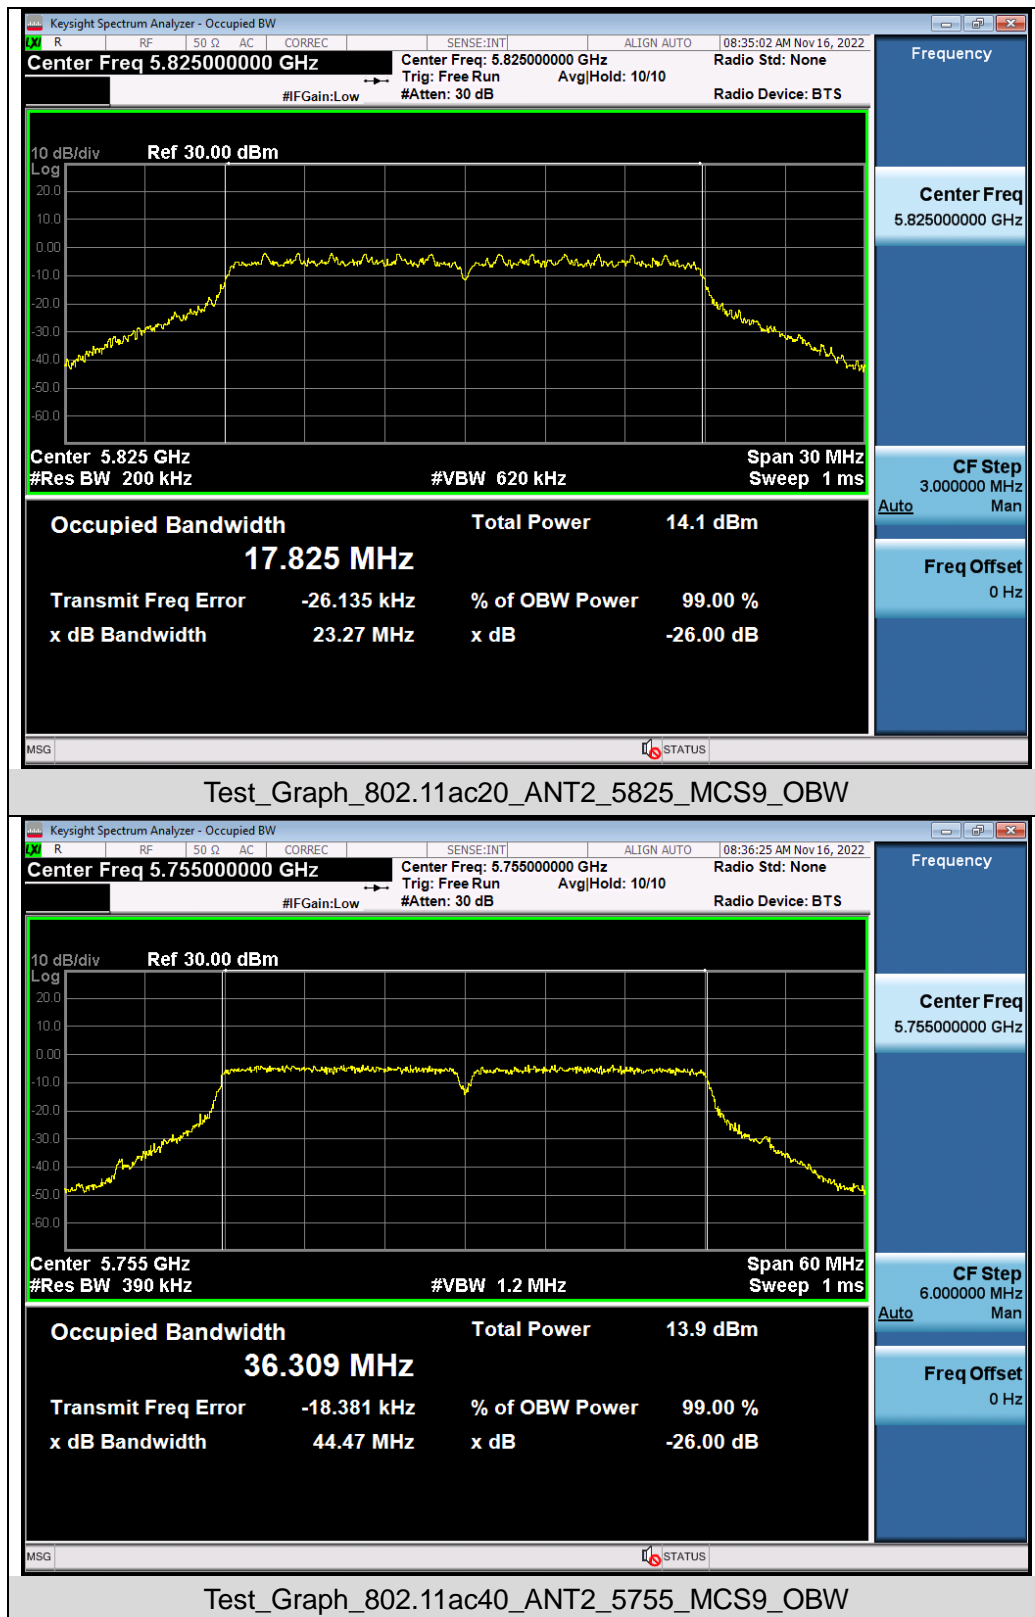 Keysight Spectrum Analyzer - Occupied BW
LXI R RF 50 Ω AC CORREC SENSE:INT ALIGN AUTO 08:35:02 AM Nov 16, 2022
Center Freq 5.825000000 GHz
Center Freq: 5.825000000 GHz
Radio Std: None
Trig: Free Run Avg|Hold: 10/10
#IFGain:Low #Atten: 30 dB Radio Device: BTS
Frequency
10 dB/div Ref 30.00 dBm
Log
20.0
10.0
0.00
-10.0
-20.0
-30.0
-40.0
-50.0
-60.0
Center Freq
5.825000000 GHz
Center 5.825 GHz Span 30 MHz
#Res BW 200 kHz #VBW 620 kHz Sweep 1 ms
CF Step
3.000000 MHz
Auto Man
Freq Offset
0 Hz
Occupied Bandwidth Total Power 14.1 dBm
17.825 MHz
Transmit Freq Error -26.135 kHz % of OBW Power 99.00 %
x dB Bandwidth 23.27 MHz x dB -26.00 dB
MSG STATUS
Test_Graph_802.11ac20_ANT2_5825_MCS9_OBW
Keysight Spectrum Analyzer - Occupied BW
LXI R RF 50 Ω AC CORREC SENSE:INT ALIGN AUTO 08:36:25 AM Nov 16, 2022
Center Freq 5.755000000 GHz
Center Freq: 5.755000000 GHz
Radio Std: None
Trig: Free Run Avg|Hold: 10/10
#IFGain:Low #Atten: 30 dB Radio Device: BTS
Frequency
10 dB/div Ref 30.00 dBm
Log
20.0
10.0
0.00
-10.0
-20.0
-30.0
-40.0
-50.0
-60.0
Center Freq
5.755000000 GHz
Center 5.755 GHz Span 60 MHz
#Res BW 390 kHz #VBW 1.2 MHz Sweep 1 ms
CF Step
6.000000 MHz
Auto Man
Freq Offset
0 Hz
Occupied Bandwidth Total Power 13.9 dBm
36.309 MHz
Transmit Freq Error -18.381 kHz % of OBW Power 99.00 %
x dB Bandwidth 44.47 MHz x dB -26.00 dB
MSG STATUS
Test_Graph_802.11ac40_ANT2_5755_MCS9_OBW